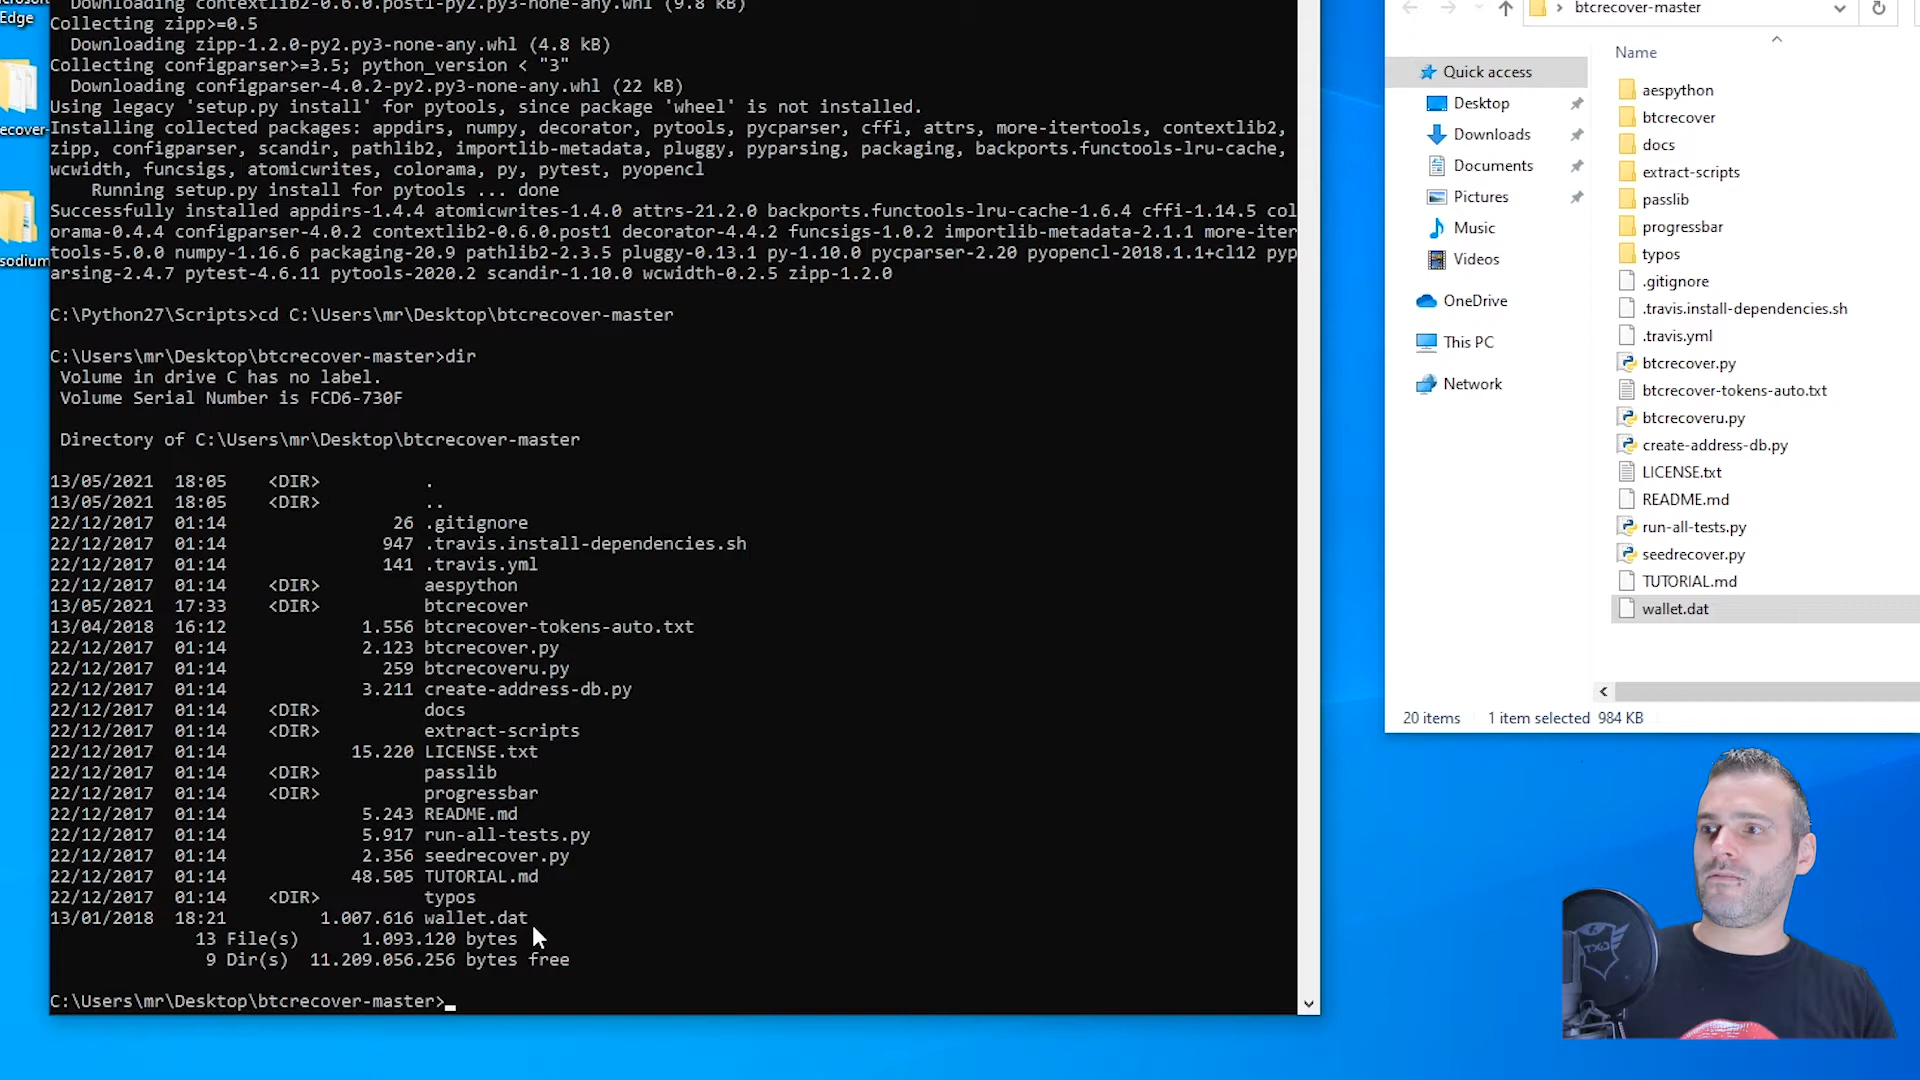 Edge
ecover-
sodium
Downloading contextlib2-0.6.0.post1-py2.py3-none-any.whl (9.8 kB)
Collecting zipp>=0.5
Downloading zipp-1.2.0-py2.py3-none-any.whl (4.8 kB)
Collecting configparser>=3.5; python_version < "3"
Downloading configparser-4.0.2-py2.py3-none-any.whl (22 kB)
Using legacy 'setup.py install' for pytools, since package 'wheel' is not installed.
Installing collected packages: appdirs, numpy, decorator, pytools, pycparser, cffi, attrs, more-itertools, contextlib2,
zipp, configparser, scandir, pathlib2, importlib-metadata, pluggy, pyparsing, packaging, backports.functools-lru-cache,
wcwidth, funcsigs, atomicwrites, colorama, py, pytest, pyopencl
Running setup.py install for pytools ... done
Successfully installed appdirs-1.4.4 atomicwrites-1.4.0 attrs-21.2.0 backports.functools-lru-cache-1.6.4 cffi-1.14.5 col
orama-0.4.4 configparser-4.0.2 contextlib2-0.6.0.post1 decorator-4.4.2 funcsigs-1.0.2 importlib-metadata-2.1.1 more-iter
tools-5.0.0 numpy-1.16.6 packaging-20.9 pathlib2-2.3.5 pluggy-0.13.1 py-1.10.0 pycparser-2.20 pyopencl-2018.1.1+cl12 pyp
arsing-2.4.7 pytest-4.6.11 pytools-2020.2 scandir-1.10.0 wcwidth-0.2.5 zipp-1.2.0
C:\Python27\Scripts>cd C:\Users\mr\Desktop\btcrecover-master
C:\Users\mr\Desktop\btcrecover-master>dir
Volume in drive C has no label.
Volume Serial Number is FCD6-730F
Directory of C:\Users\mr\Desktop\btcrecover-master
13/05/2021 18:05 <DIR> .
13/05/2021 18:05 <DIR> ..
22/12/2017 01:14 26 .gitignore
22/12/2017 01:14 947 .travis.install-dependencies.sh
22/12/2017 01:14 141 .travis.yml
22/12/2017 01:14 <DIR> aespython
13/05/2021 17:33 <DIR> btcrecover
13/04/2018 16:12 1.556 btcrecover-tokens-auto.txt
22/12/2017 01:14 2.123 btcrecover.py
22/12/2017 01:14 259 btcrecoveru.py
22/12/2017 01:14 3.211 create-address-db.py
22/12/2017 01:14 <DIR> docs
22/12/2017 01:14 <DIR> extract-scripts
22/12/2017 01:14 15.220 LICENSE.txt
22/12/2017 01:14 <DIR> passlib
22/12/2017 01:14 <DIR> progressbar
22/12/2017 01:14 5.243 README.md
22/12/2017 01:14 5.917 run-all-tests.py
22/12/2017 01:14 2.356 seedrecover.py
22/12/2017 01:14 48.505 TUTORIAL.md
22/12/2017 01:14 <DIR> typos
13/01/2018 18:21 1.007.616 wallet.dat
13 File(s) 1.093.120 bytes
9 Dir(s) 11.209.056.256 bytes free
C:\Users\mr\Desktop\btcrecover-master>_
btcrecover-master
Quick access
Desktop
Downloads
Documents
Pictures
Music
Videos
OneDrive
This PC
Network
Name
aespython
btcrecover
docs
extract-scripts
passlib
progressbar
typos
.gitignore
.travis.install-dependencies.sh
.travis.yml
btcrecover.py
btcrecover-tokens-auto.txt
btcrecoveru.py
create-address-db.py
LICENSE.txt
README.md
run-all-tests.py
seedrecover.py
TUTORIAL.md
wallet.dat
20 items 1 item selected 984 KB